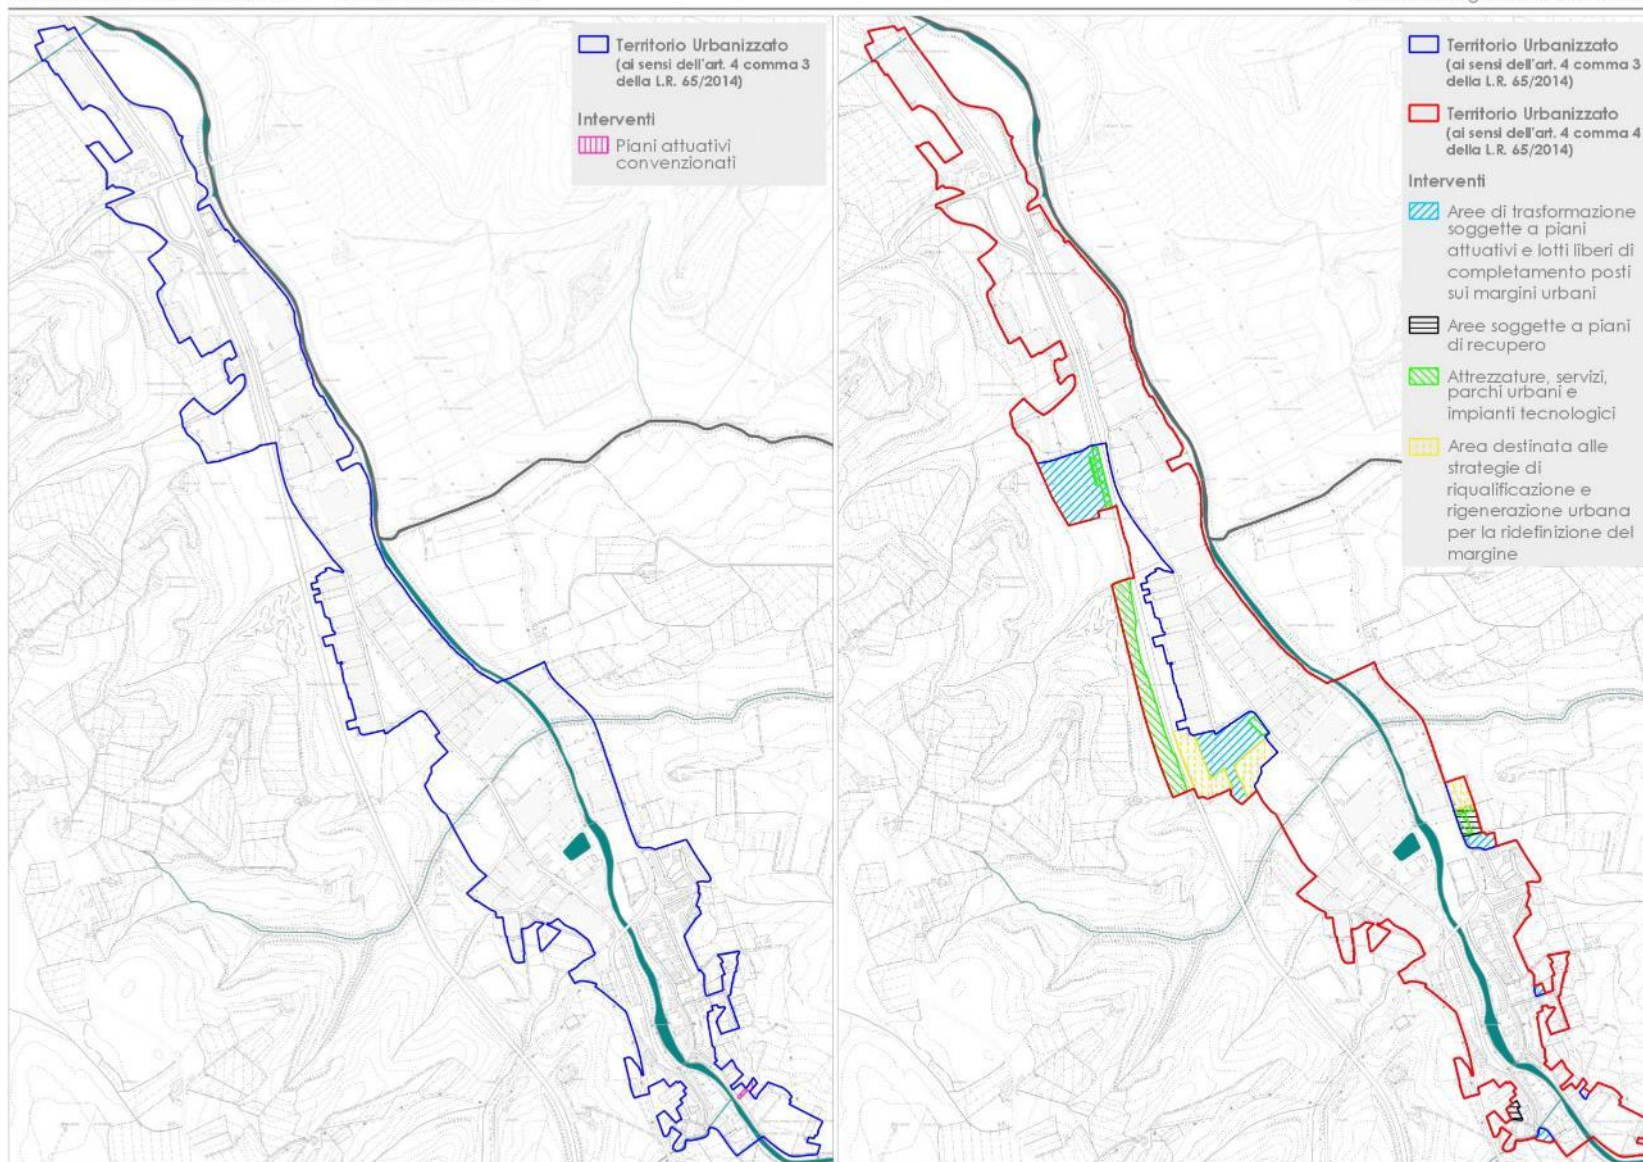 Territorio Urbanizzato
(ai sensi dell'art. 4 comma 3
della L.R. 65/2014)
Interventi
Piani attuativi
convenzionati
Territorio Urbanizzato
(ai sensi dell'art. 4 comma 3
della L.R. 65/2014)
Territorio Urbanizzato
(ai sensi dell'art. 4 comma 4
della L.R. 65/2014)
Interventi
Aree di trasformazione
soggette a piani
attuativi e lotti liberi di
completamento posti
sui margini urbani
Aree soggette a piani
di recupero
Attrezzature, servizi,
parchi urbani e
impianti tecnologici
Area destinata alle
strategie di
riqualificazione e
rigenerazione urbana
per la ridefinizione del
margine